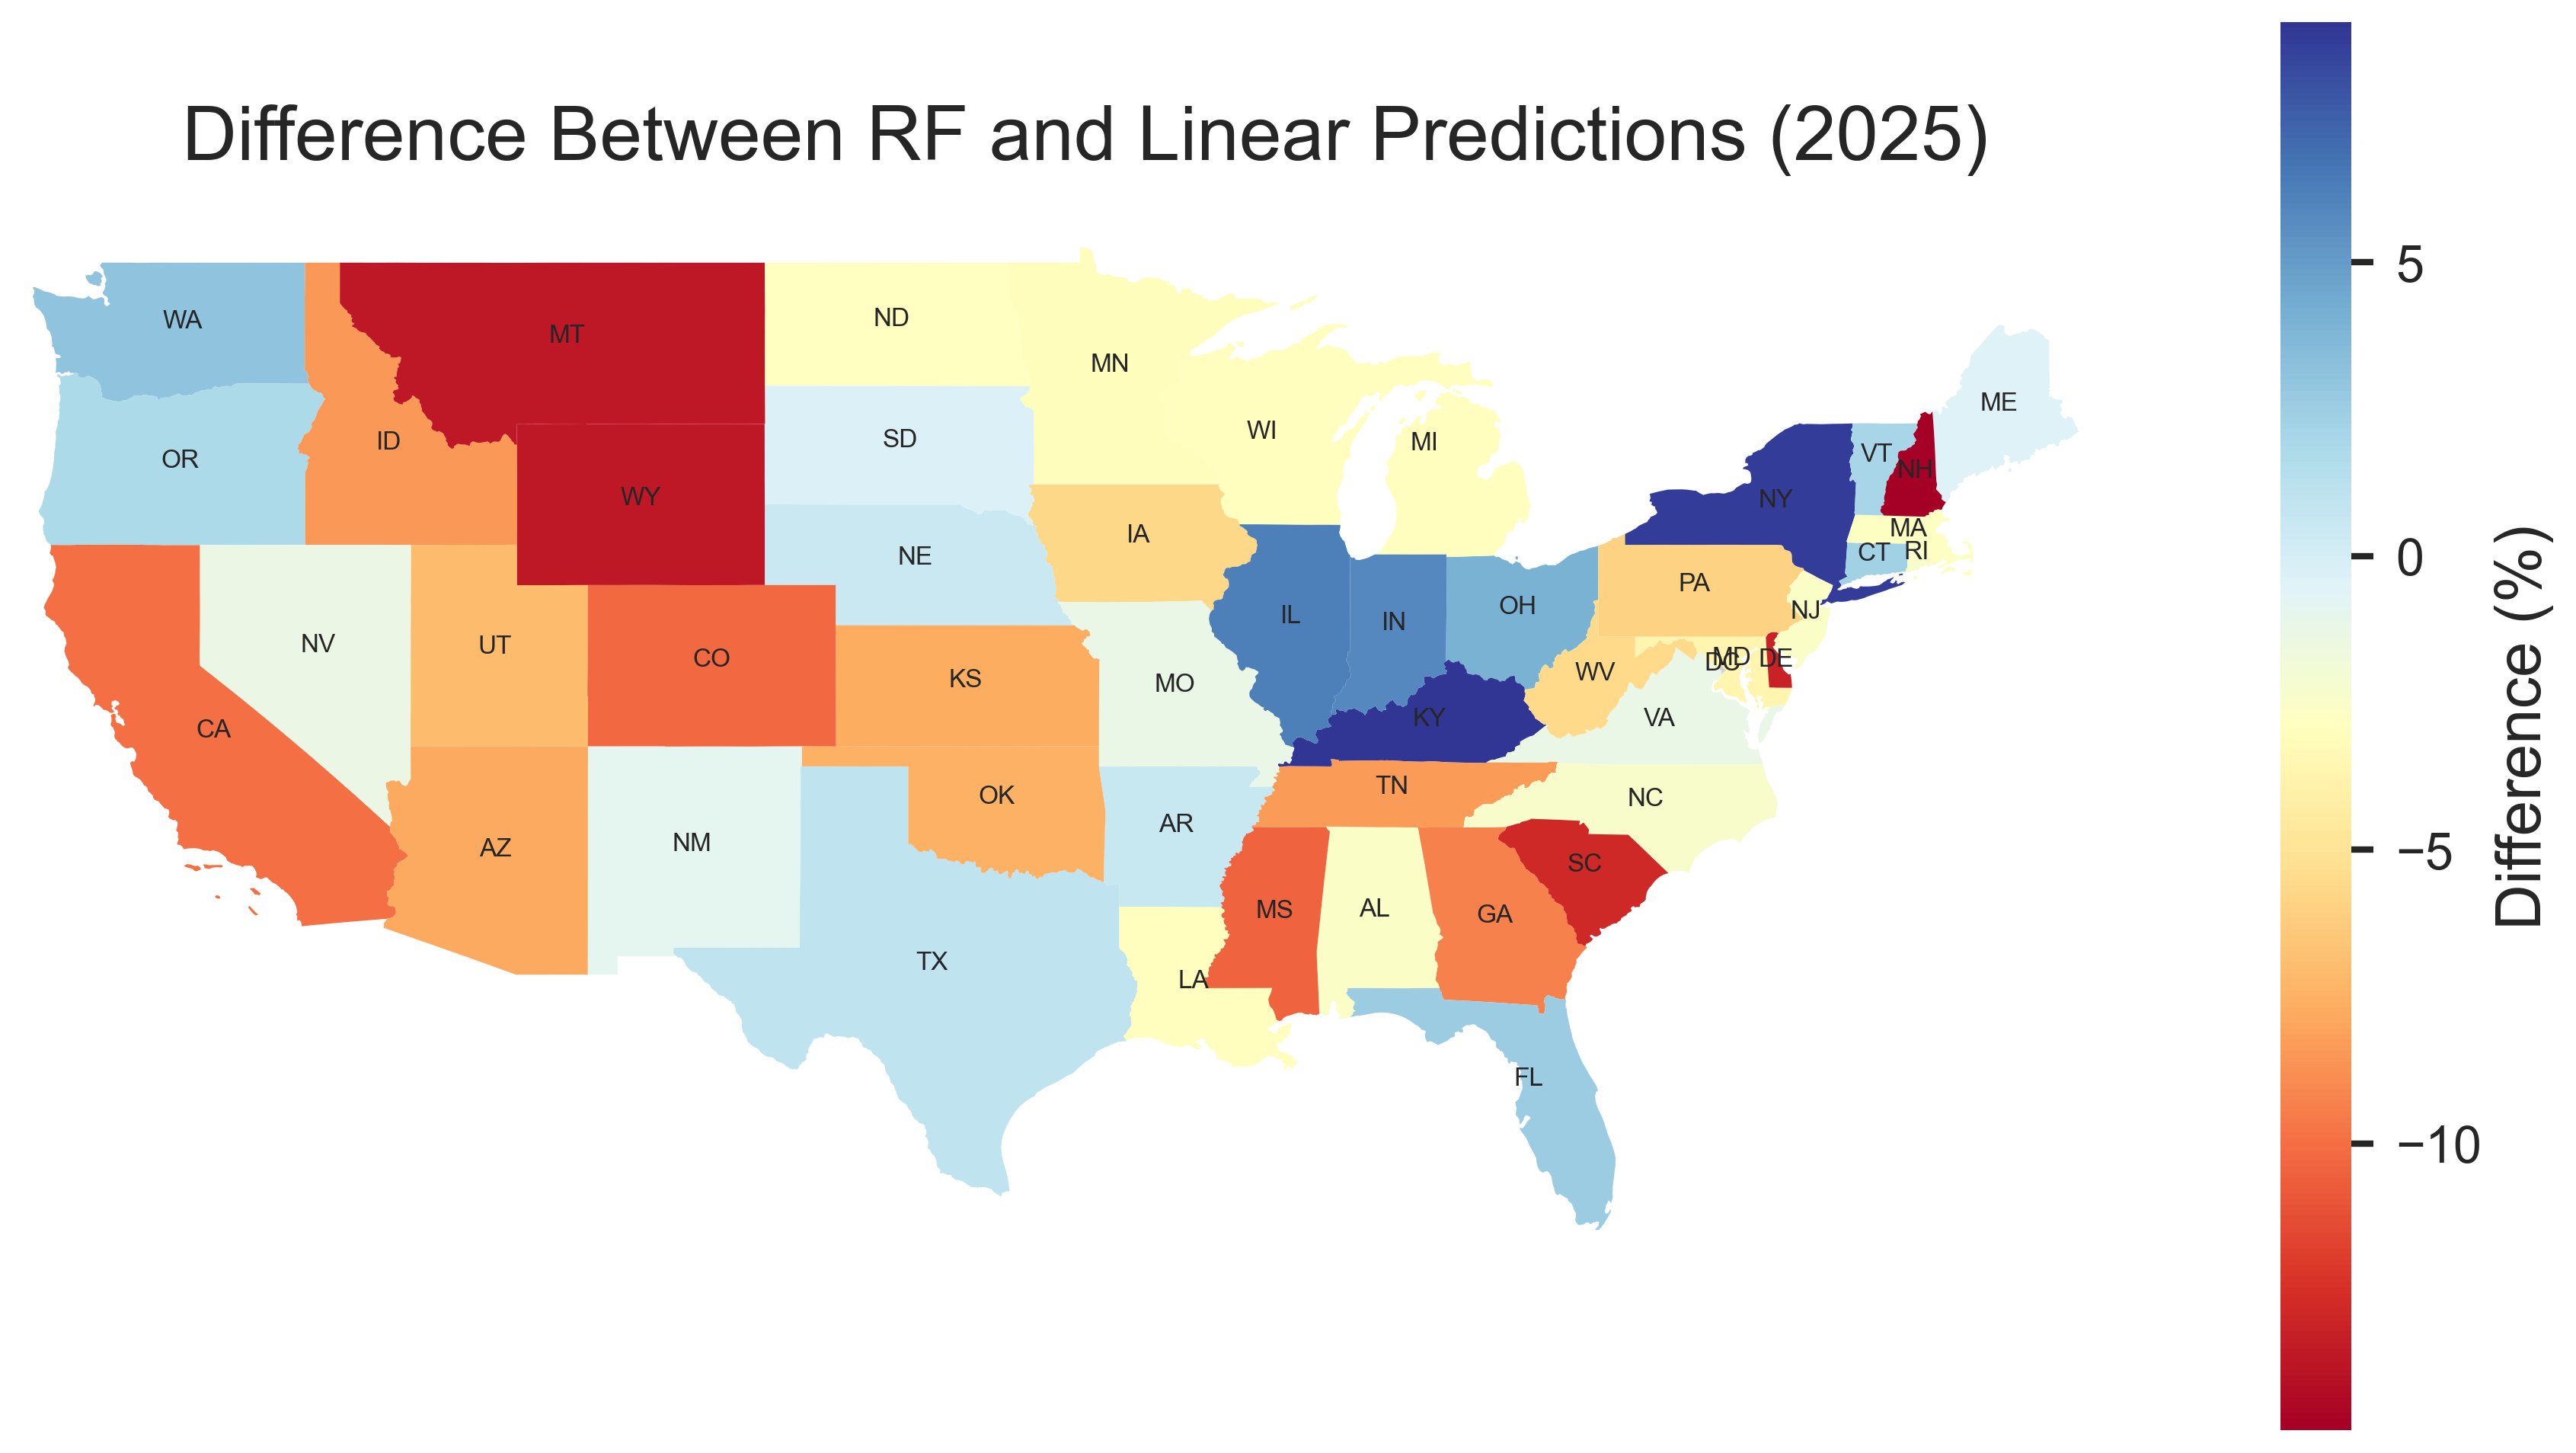 Difference Between RF and Linear Predictions (2025)
WA
MT
ND
MN
OR
ID
WY
SD
WI
MI
ME
VT
NH
NY
MA
CT
RI
IA
NE
PA
NJ
IL
IN
OH
NV
UT
CO
KS
MO
WV
DC
MD
DE
CA
KY
VA
AZ
NM
OK
AR
TN
NC
TX
LA
MS
AL
GA
SC
FL
5
0
−5
−10
Difference (%)